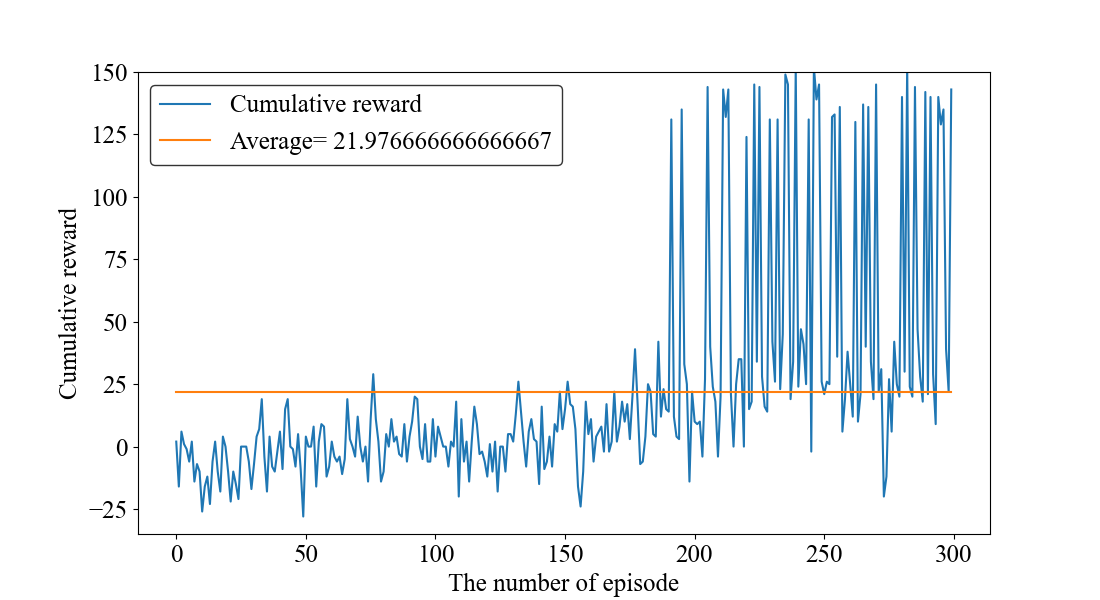 150
125
100
75
50
25
0
−25
Cumulative reward
Cumulative reward
Average= 21.976666666666667
0 50 100 150 200 250 300
The number of episode